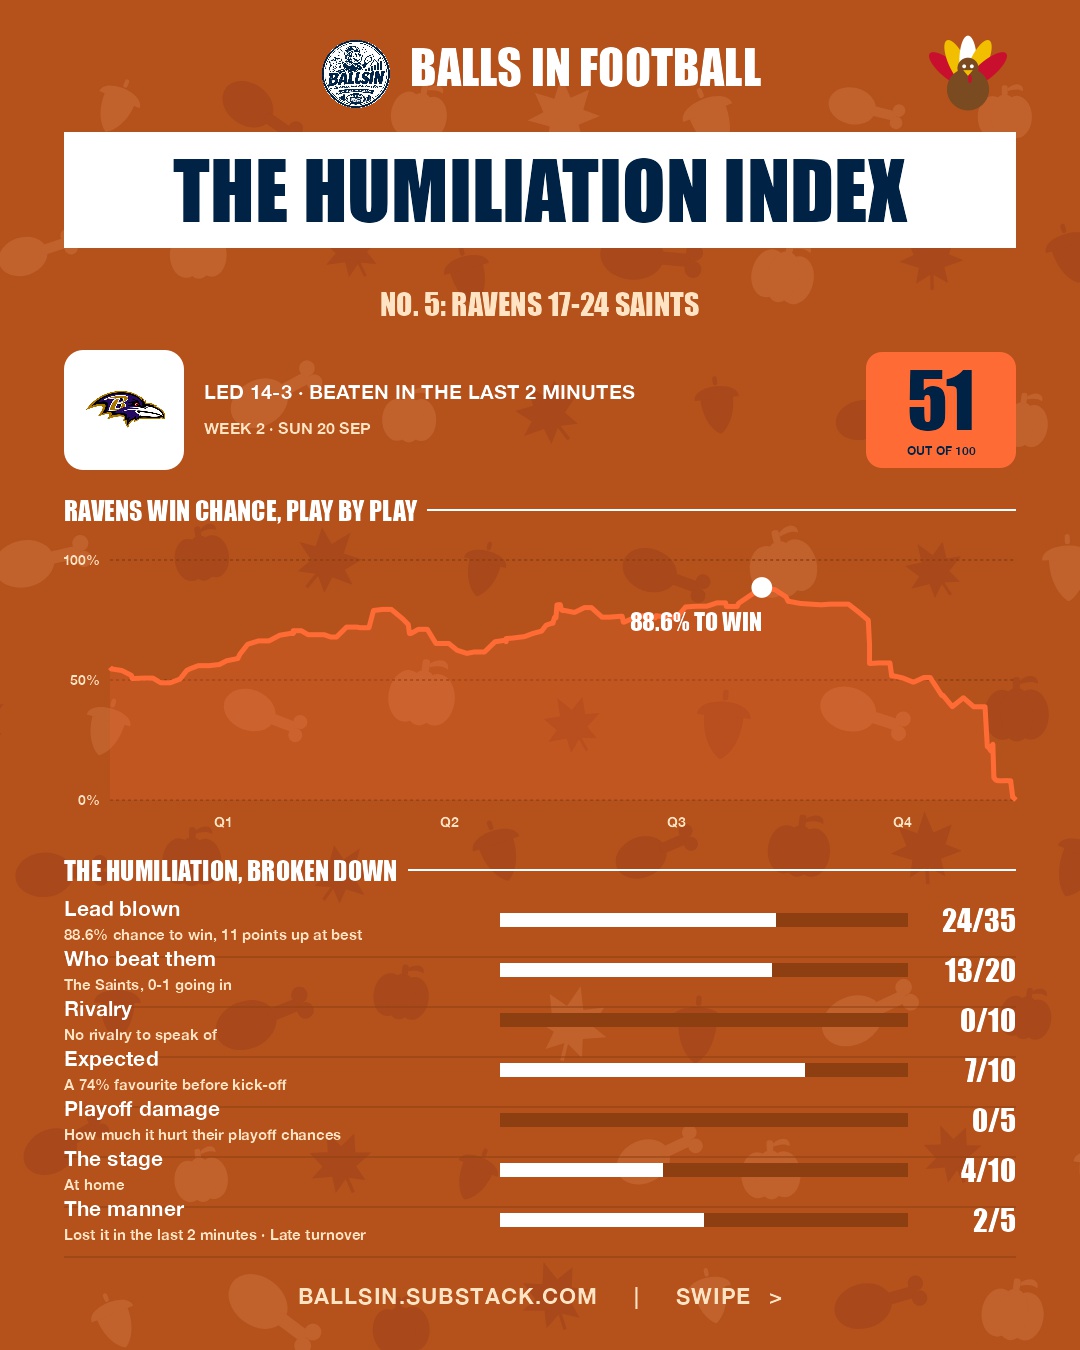 BALLSIN
BALLS IN FOOTBALL
THE HUMILIATION INDEX
NO. 5: RAVENS 17-24 SAINTS
B
LED 14-3 · BEATEN IN THE LAST 2 MINUTES
WEEK 2 · SUN 20 SEP
51
OUT OF 100
RAVENS WIN CHANCE, PLAY BY PLAY
100%
88.6% TO WIN
50%
0%
Q1 Q2 Q3 Q4
THE HUMILIATION, BROKEN DOWN
Lead blown
88.6% chance to win, 11 points up at best
24/35
Who beat them
The Saints, 0-1 going in
13/20
Rivalry
No rivalry to speak of
0/10
Expected
A 74% favourite before kick-off
7/10
Playoff damage
How much it hurt their playoff chances
0/5
The stage
At home
4/10
The manner
Lost it in the last 2 minutes · Late turnover
2/5
BALLSIN.SUBSTACK.COM | SWIPE >